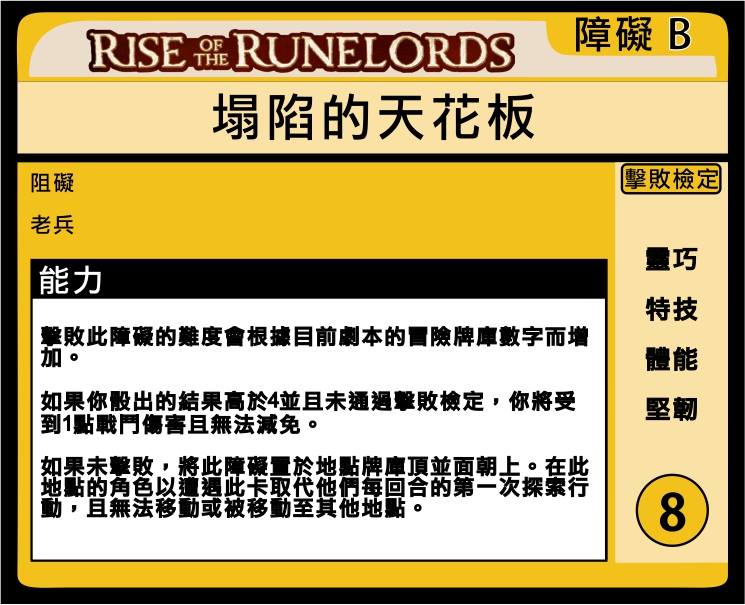 RISE OF THE RUNELORDS
障礙 B
塌陷的天花板
阻礙
老兵
擊敗檢定
靈巧
特技
體能
堅韌
8
能力
擊敗此障礙的難度會根據目前劇本的冒險牌庫數字而增
加。
如果你骰出的結果高於4並且未通過擊敗檢定，你將受
到1點戰鬥傷害且無法減免。
如果未擊敗，將此障礙置於地點牌庫頂並面朝上。在此
地點的角色以遭遇此卡取代他們每回合的第一次探索行
動，且無法移動或被移動至其他地點。